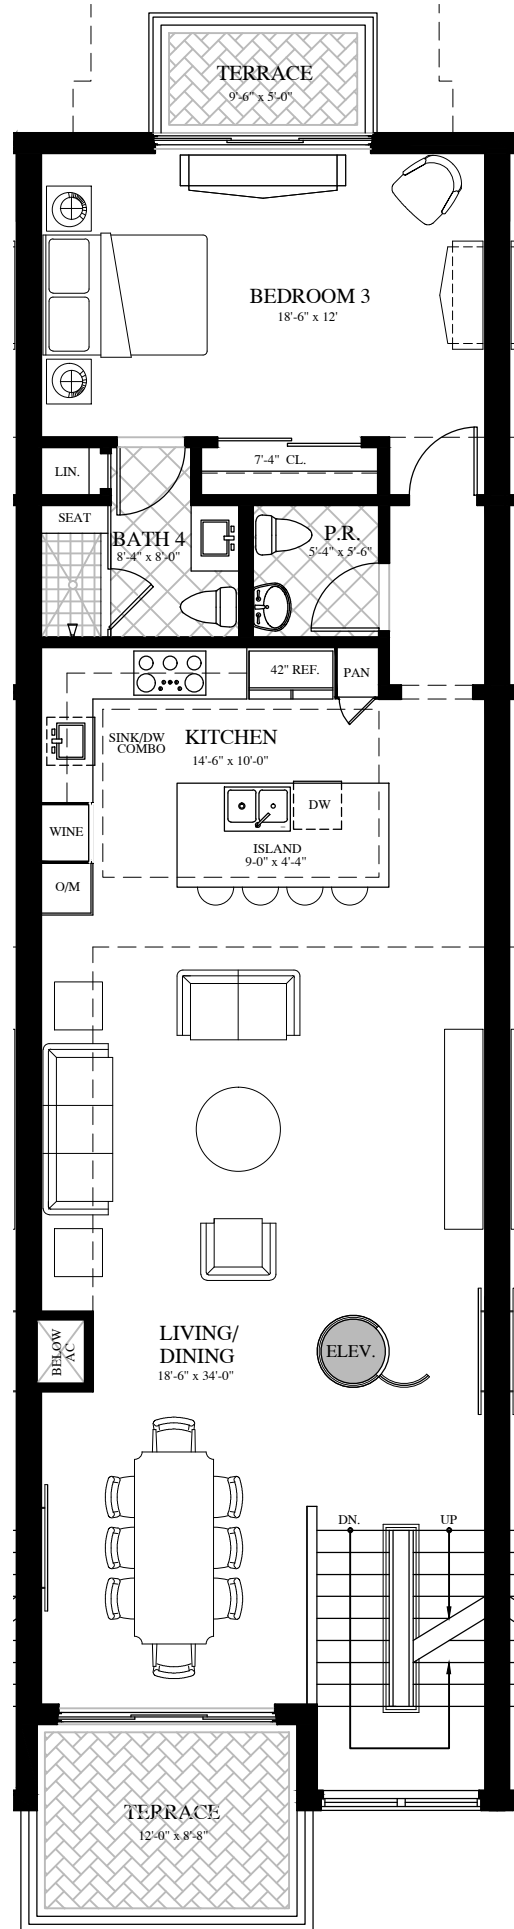 TERRACE
9'-6" x 5'-0"
BEDROOM 3
18'-6" x 12'
LIN.
7'-4" CL.
SEAT
BATH 4
8'-4" x 8'-0"
P.R.
5'-4" x 5'-6"
42" REF.
PAN
SINK/DW
COMBO
KITCHEN
14'-6" x 10'-0"
WINE
DW
O/M
ISLAND
9-0" x 4'-4"
BELOW
AC
LIVING/
DINING
18'-6" x 34'-0"
ELEV.
DN.
UP
TERRACE
12'-0" x 8'-8"